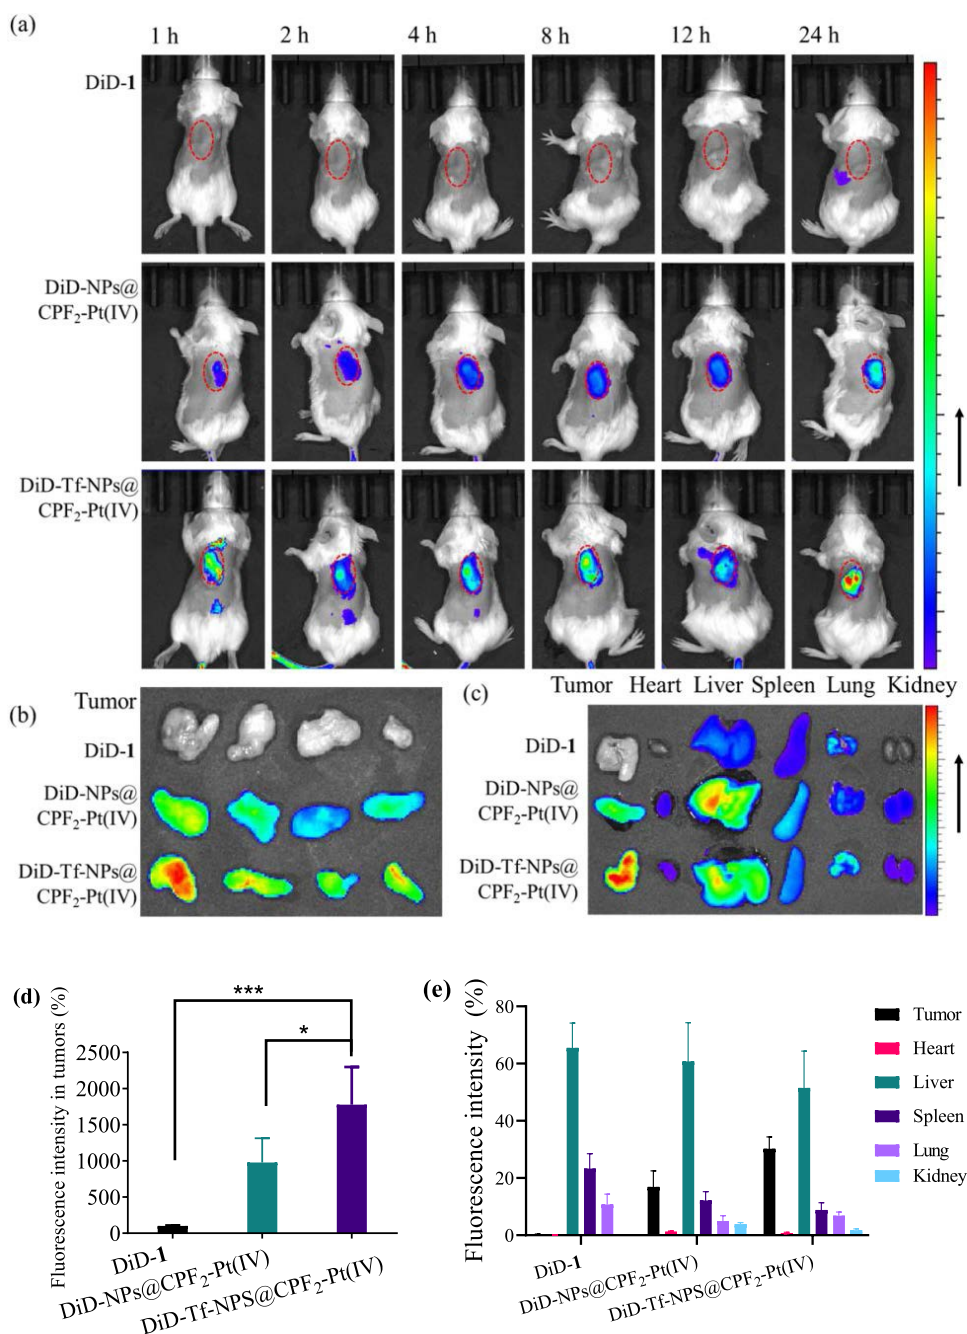 (a)
1 h 2 h 4 h 8 h 12 h 24 h
DiD-1
DiD-NPs@
CPF2-Pt(IV)
DiD-Tf-NPs@
CPF2-Pt(IV)
(b)
Tumor
DiD-1
DiD-NPs@
CPF2-Pt(IV)
DiD-Tf-NPs@
CPF2-Pt(IV)
(c)
Tumor Heart Liver Spleen Lung Kidney
DiD-1
DiD-NPs@
CPF2-Pt(IV)
DiD-Tf-NPs@
CPF2-Pt(IV)
(d)
Fluorescence intensity in tumors (%)
***
*
2500
2000
1500
1000
500
0
DiD-1
DiD-NPs@CPF2-Pt(IV)
DiD-Tf-NPS@CPF2-Pt(IV)
(e)
Fluorescence intensity (%)
80
60
40
20
0
DiD-1
DiD-NPs@CPF2-Pt(IV)
DiD-Tf-NPS@CPF2-Pt(IV)
Tumor
Heart
Liver
Spleen
Lung
Kidney